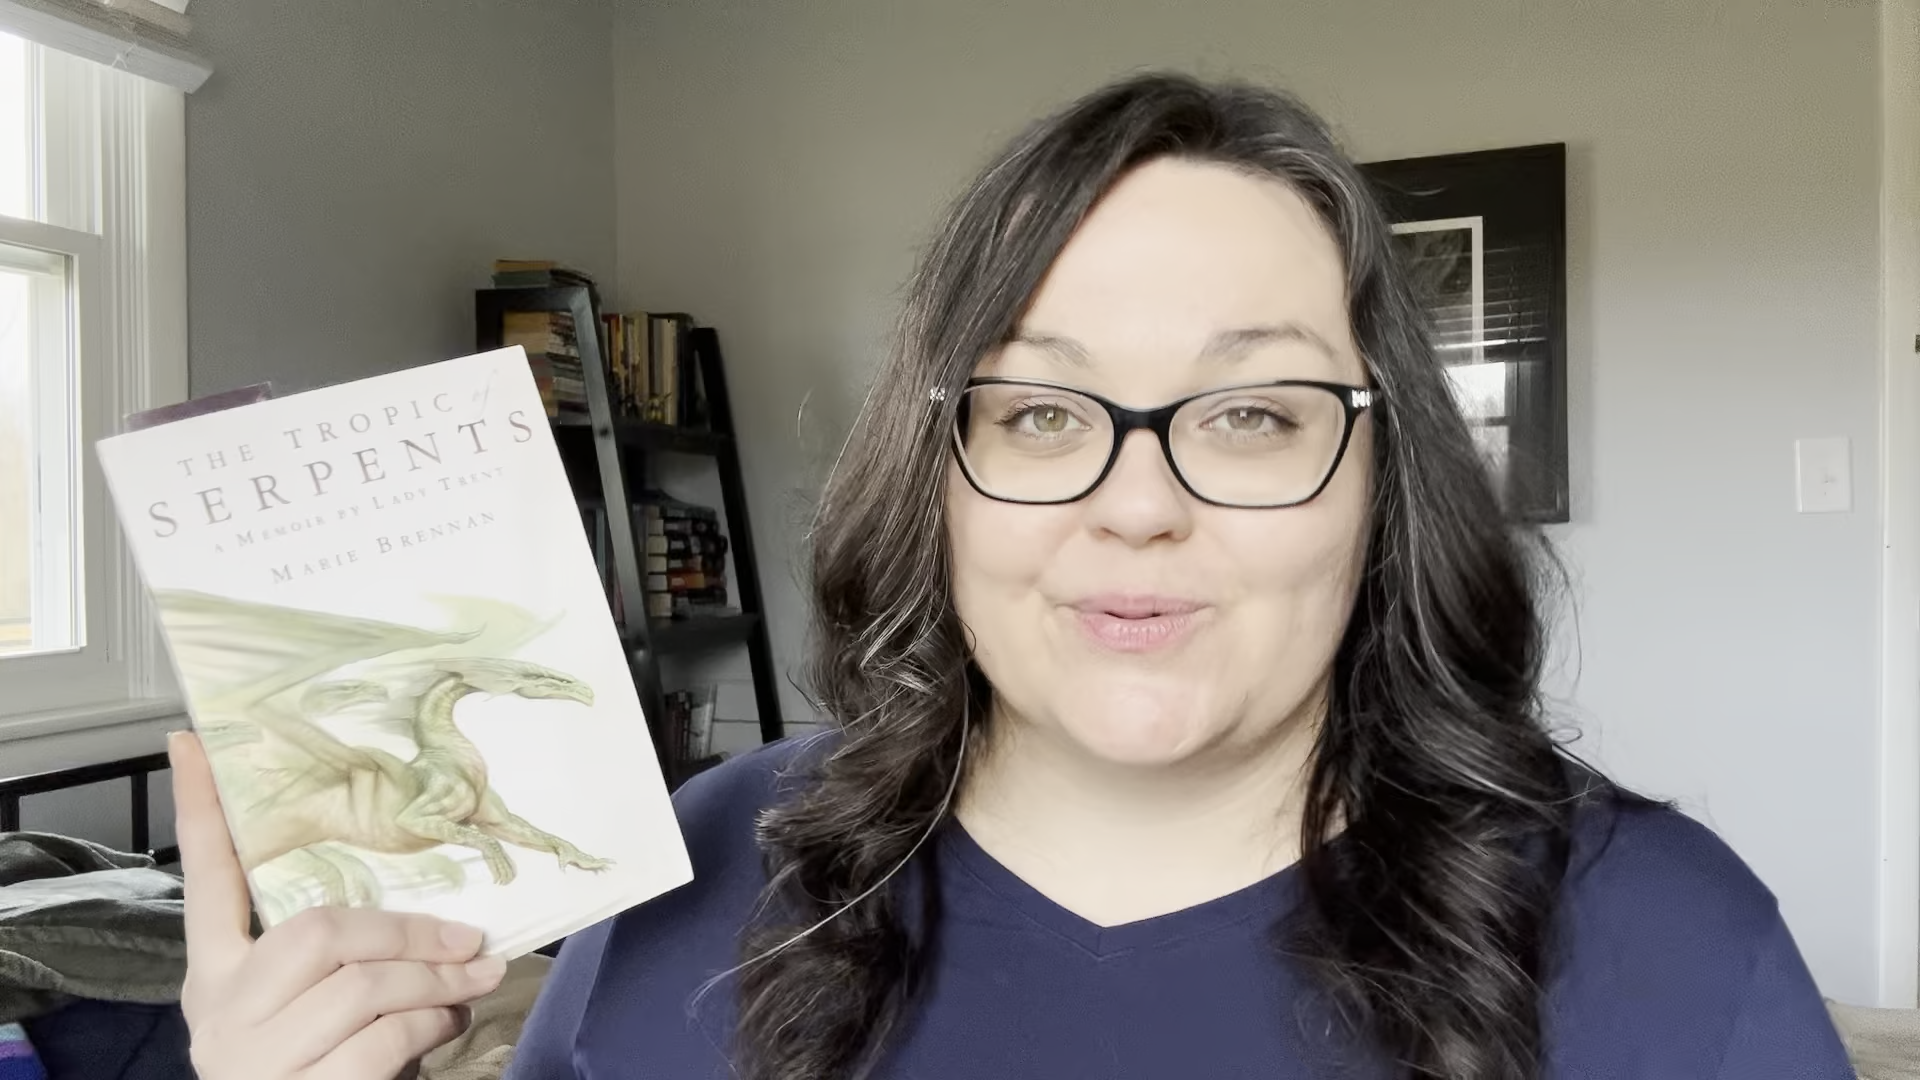 THE TROPIC of
SERPENTS
A MEMOIR BY LADY TRENT
MARIE BRENNAN